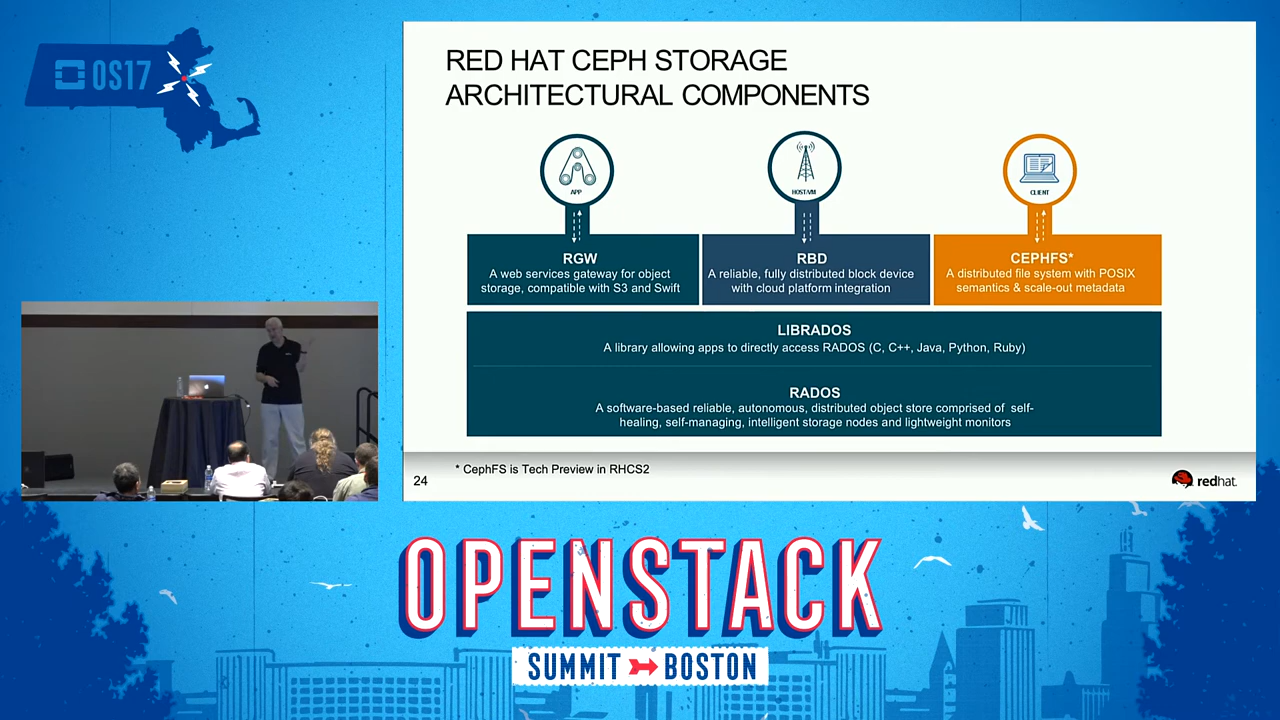 OS17
RED HAT CEPH STORAGE
ARCHITECTURAL COMPONENTS
APP
HOST/VM
CLIENT
RGW
A web services gateway for object
storage, compatible with S3 and Swift
RBD
A reliable, fully distributed block device
with cloud platform integration
CEPHFS*
A distributed file system with POSIX
semantics & scale-out metadata
LIBRADOS
A library allowing apps to directly access RADOS (C, C++, Java, Python, Ruby)
RADOS
A software-based reliable, autonomous, distributed object store comprised of self-
healing, self-managing, intelligent storage nodes and lightweight monitors
* CephFS is Tech Preview in RHCS2
24
redhat.
OPENSTACK
SUMMIT BOSTON